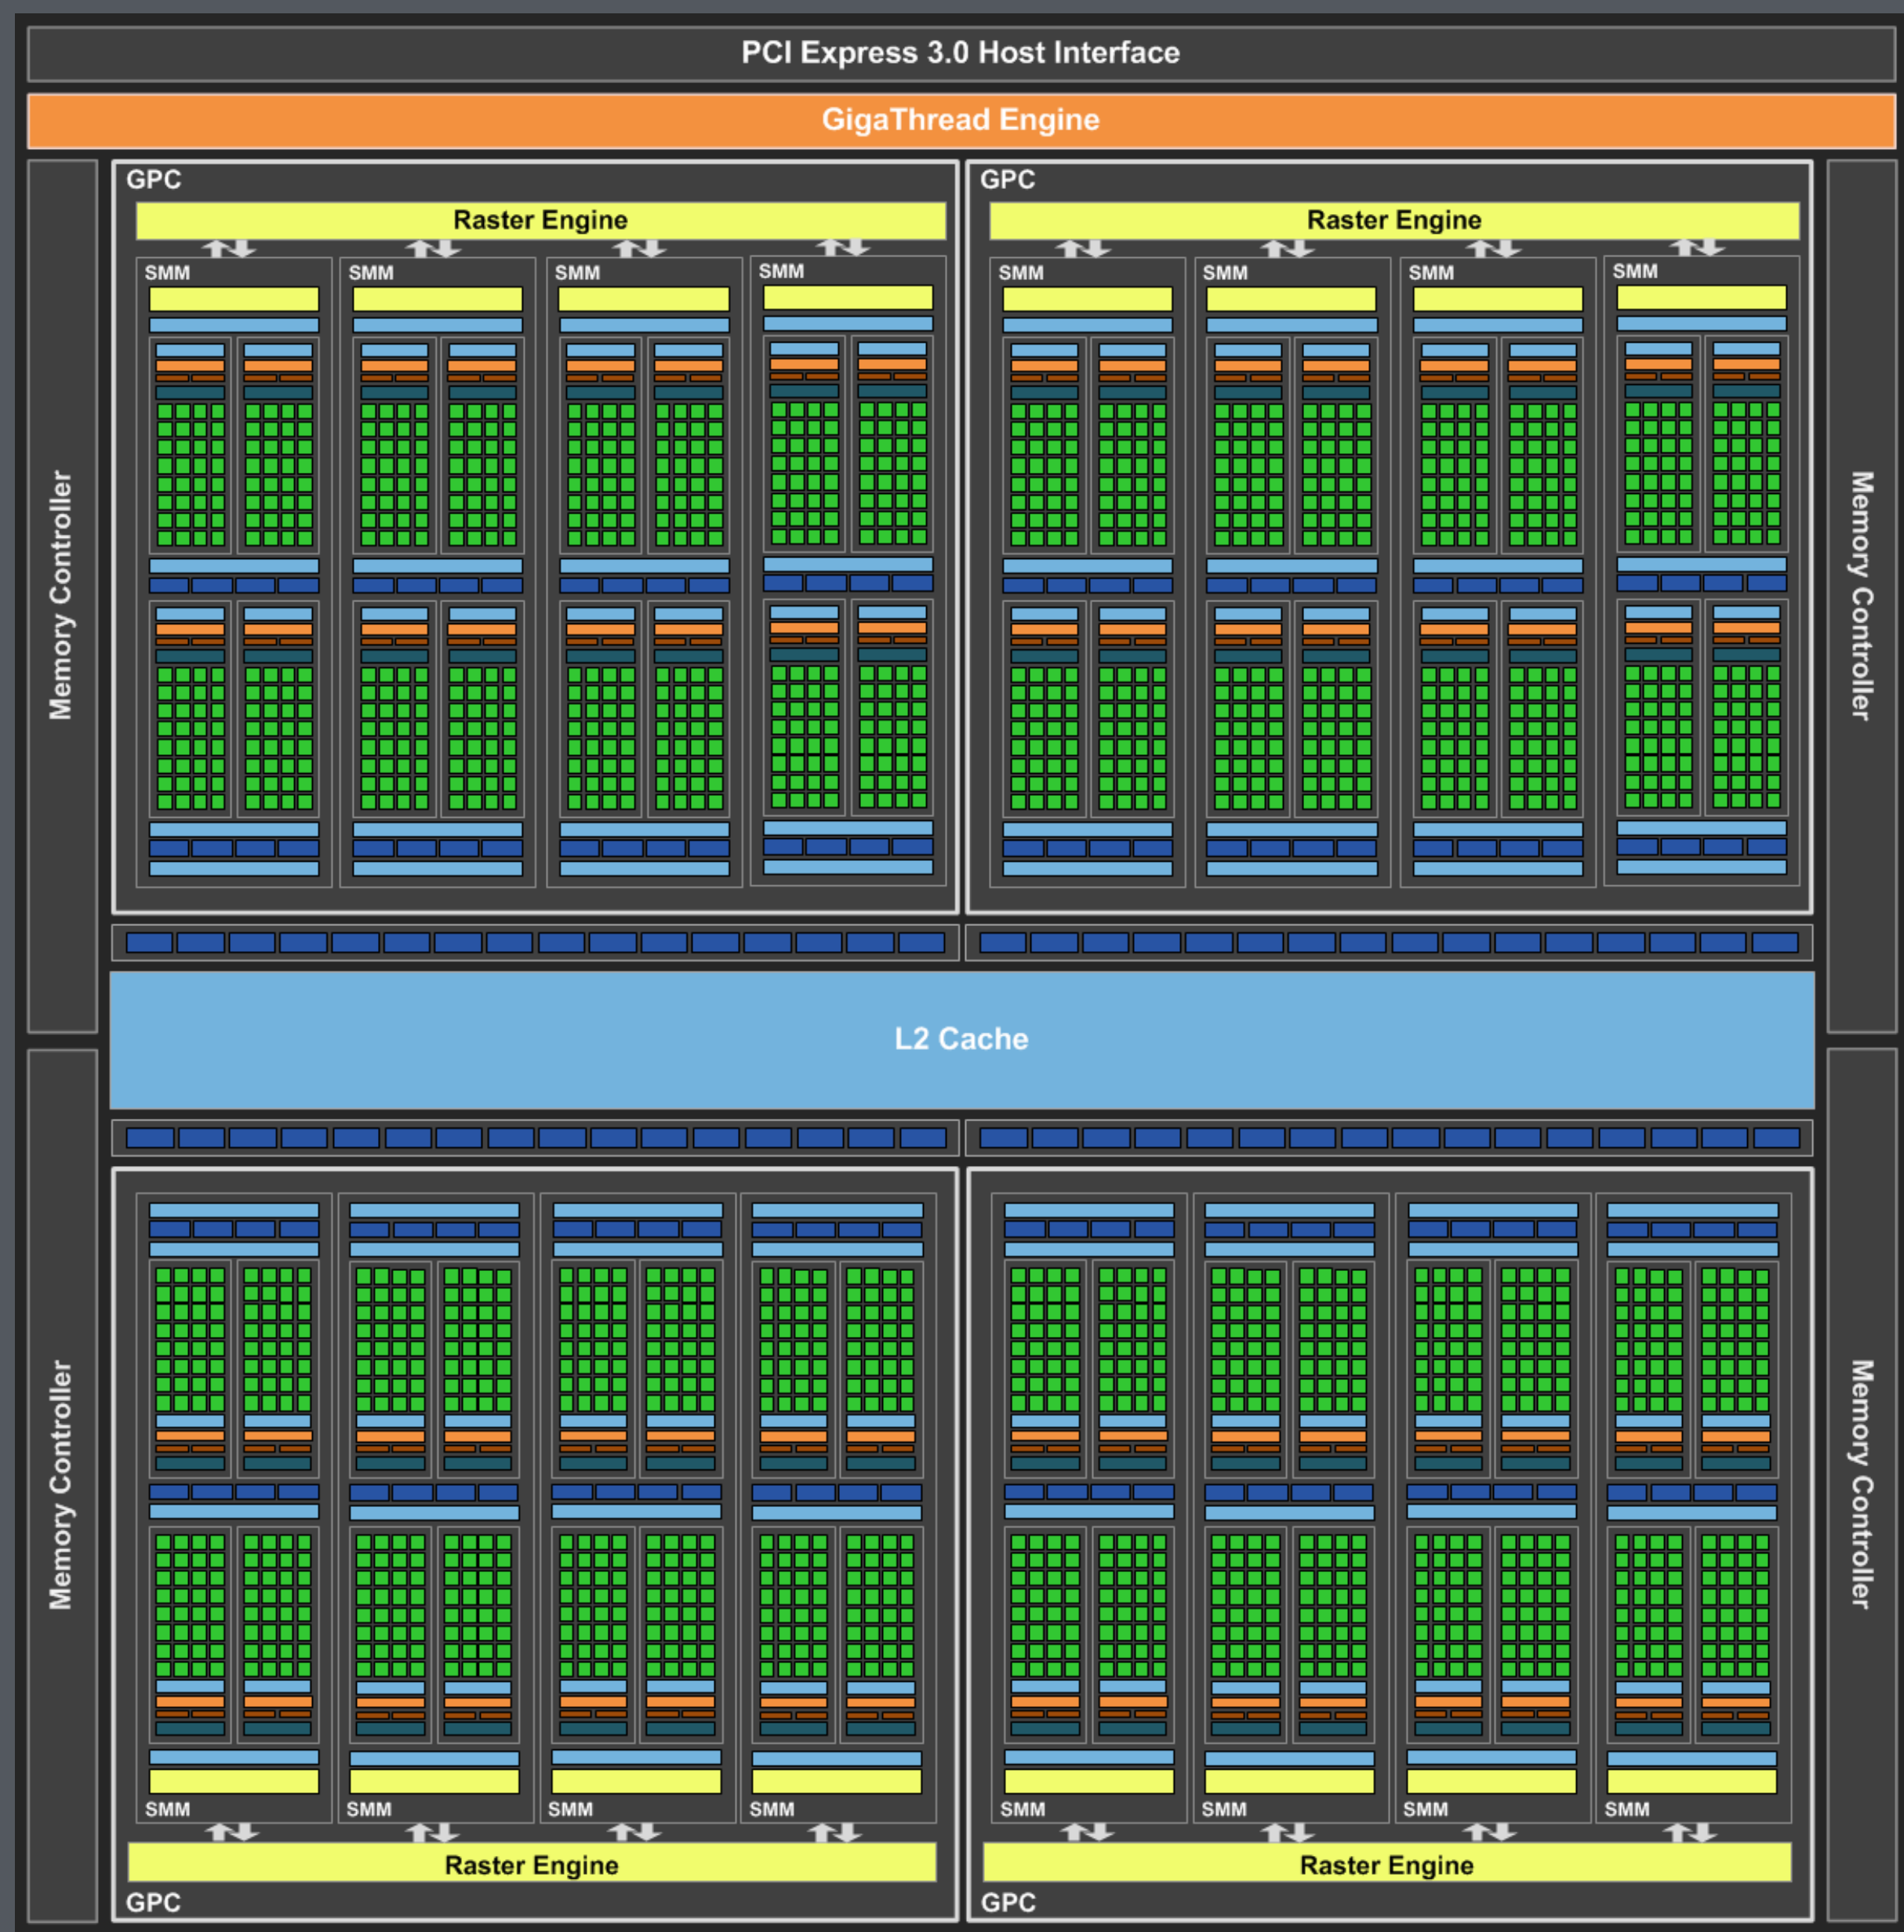 PCI Express 3.0 Host Interface
GigaThread Engine
GPC
Raster Engine
SMM SMM SMM SMM
GPC
Raster Engine
SMM SMM SMM SMM
Memory Controller
Memory Controller
L2 Cache
Memory Controller
Memory Controller
SMM SMM SMM SMM
Raster Engine
GPC
SMM SMM SMM SMM
Raster Engine
GPC